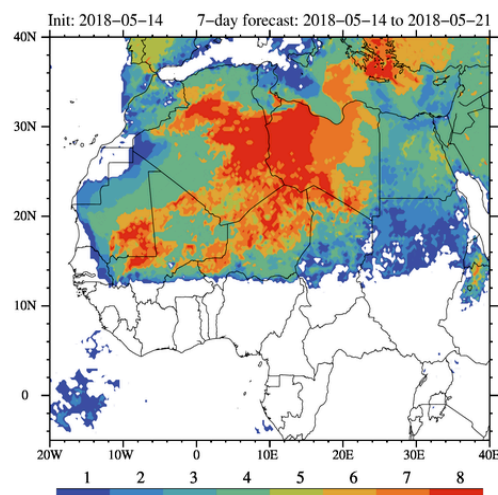 Init: 2018-05-14 7-day forecast: 2018-05-14 to 2018-05-21
40N
30N
20N
10N
0
20W 10W 0 10E 20E 30E 40E
1 2 3 4 5 6 7 8